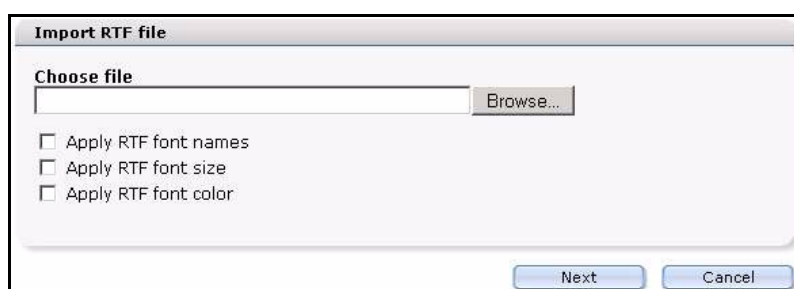 Import RTF file
Choose file
Browse...
Apply RTF font names
Apply RTF font size
Apply RTF font color
Next Cancel